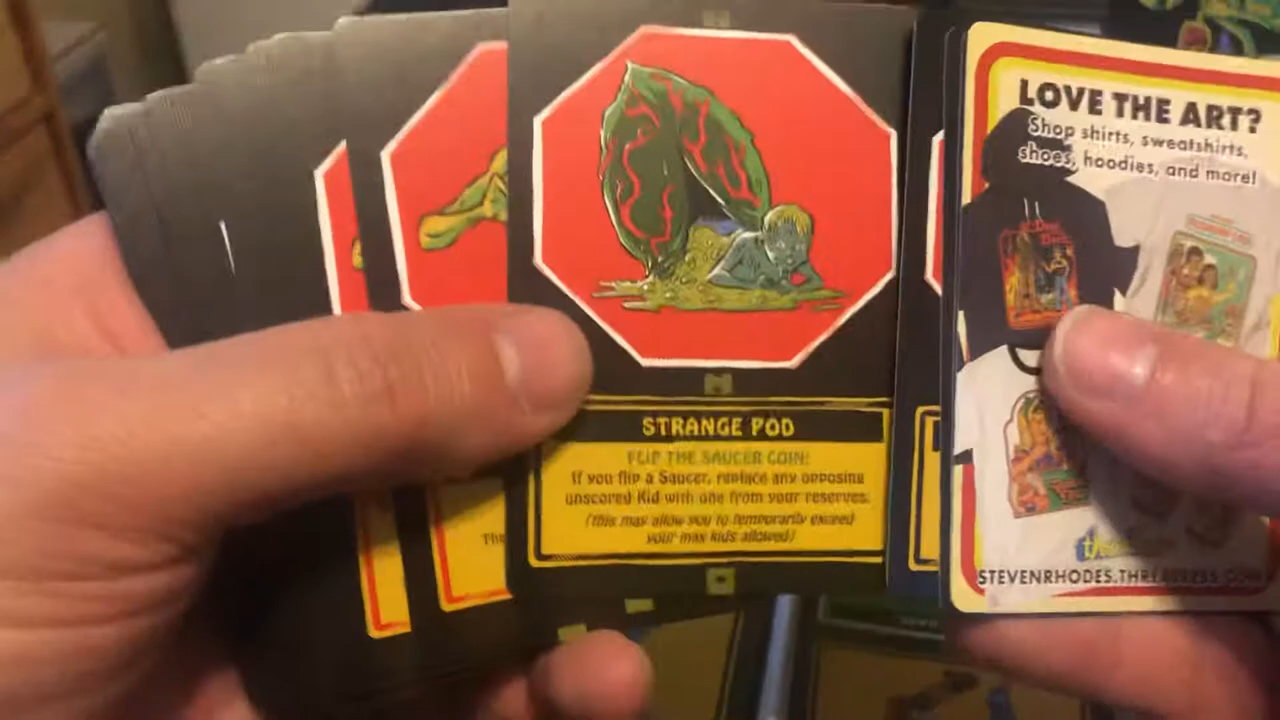 LOVE THE ART?
Shop shirts, sweatshirts,
shoes, hoodies, and more!
STRANGE POD
FLIP THE SAUCER COIN:
If you flip a Saucer, replace any opposing
unscored Kid with one from your reserves.
(This may allow you to temporarily exceed
your max kids allowed)
The
STEVENRHODES.THREADLESS.COM